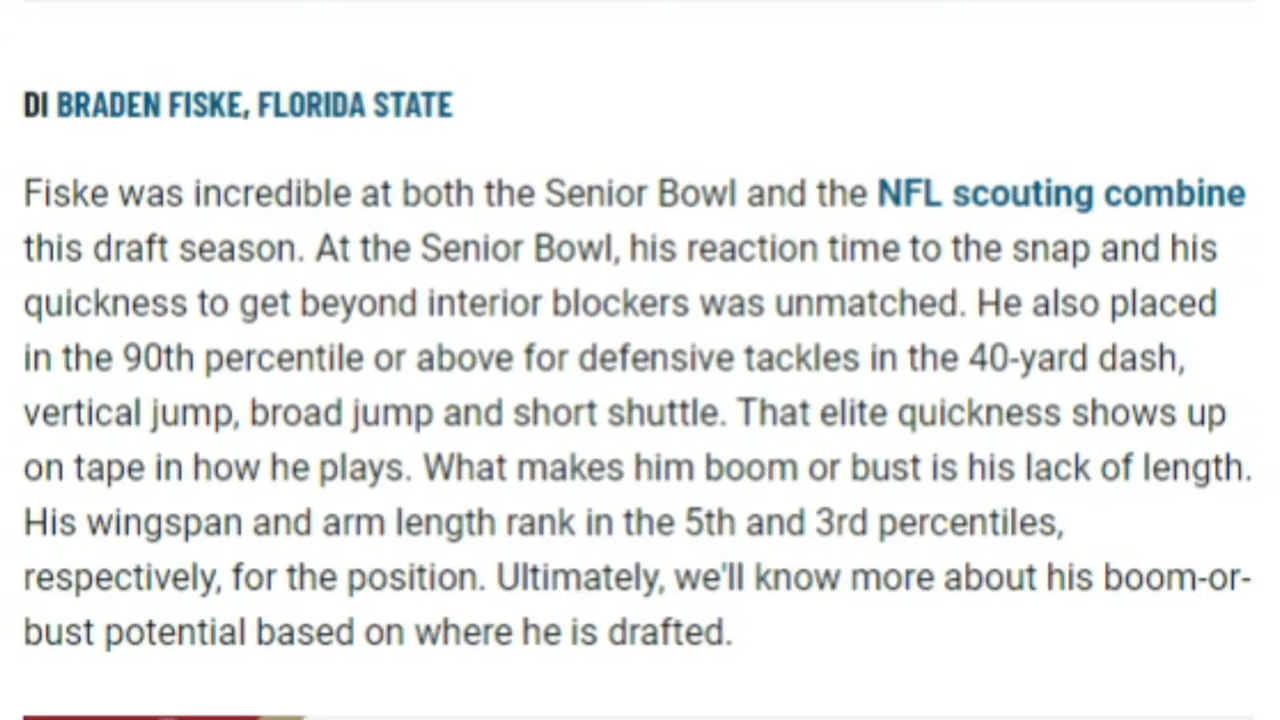 DI BRADEN FISKE, FLORIDA STATE
Fiske was incredible at both the Senior Bowl and the NFL scouting combine
this draft season. At the Senior Bowl, his reaction time to the snap and his
quickness to get beyond interior blockers was unmatched. He also placed
in the 90th percentile or above for defensive tackles in the 40-yard dash,
vertical jump, broad jump and short shuttle. That elite quickness shows up
on tape in how he plays. What makes him boom or bust is his lack of length.
His wingspan and arm length rank in the 5th and 3rd percentiles,
respectively, for the position. Ultimately, we'll know more about his boom-or-
bust potential based on where he is drafted.